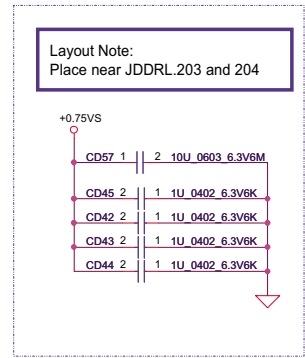 Layout Note:
Place near JDDRL.203 and 204
+0.75VS
CD57 1 2 10U_0603_6.3V6M
CD45 2 1 1U_0402_6.3V6K
CD42 2 1 1U_0402_6.3V6K
CD43 2 1 1U_0402_6.3V6K
CD44 2 1 1U_0402_6.3V6K